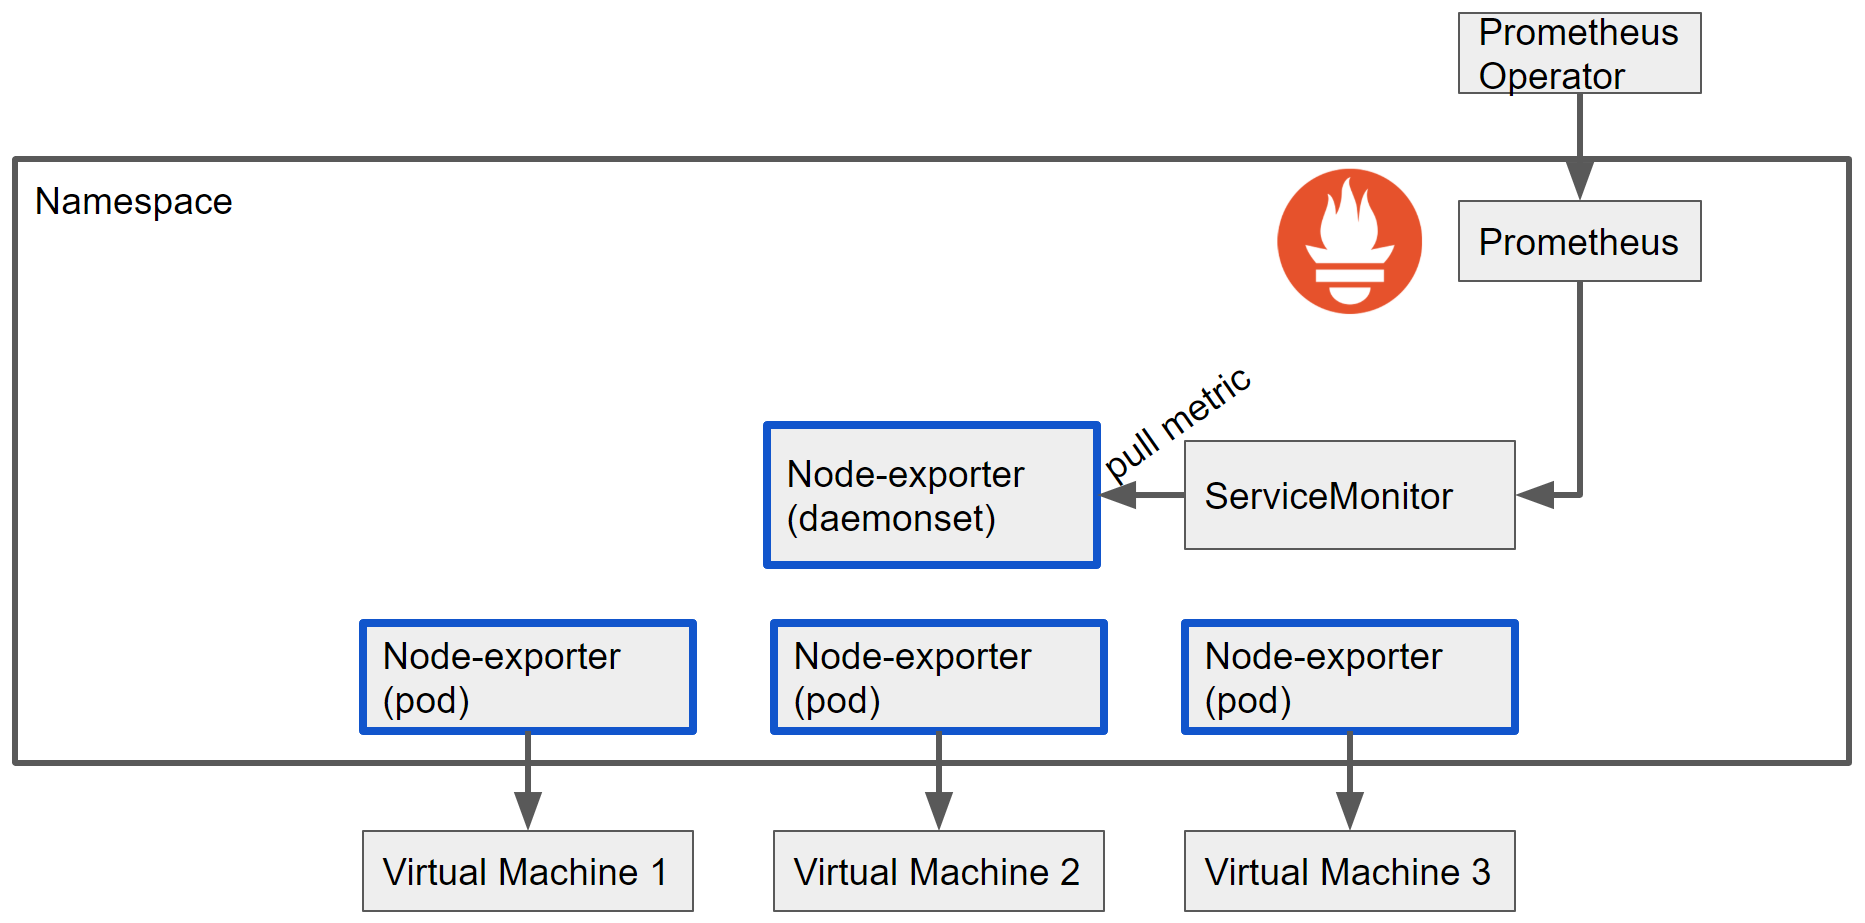 Prometheus
Operator
Namespace
Prometheus
pull metric
Node-exporter
(daemonset)
ServiceMonitor
Node-exporter
(pod)
Node-exporter
(pod)
Node-exporter
(pod)
Virtual Machine 1
Virtual Machine 2
Virtual Machine 3